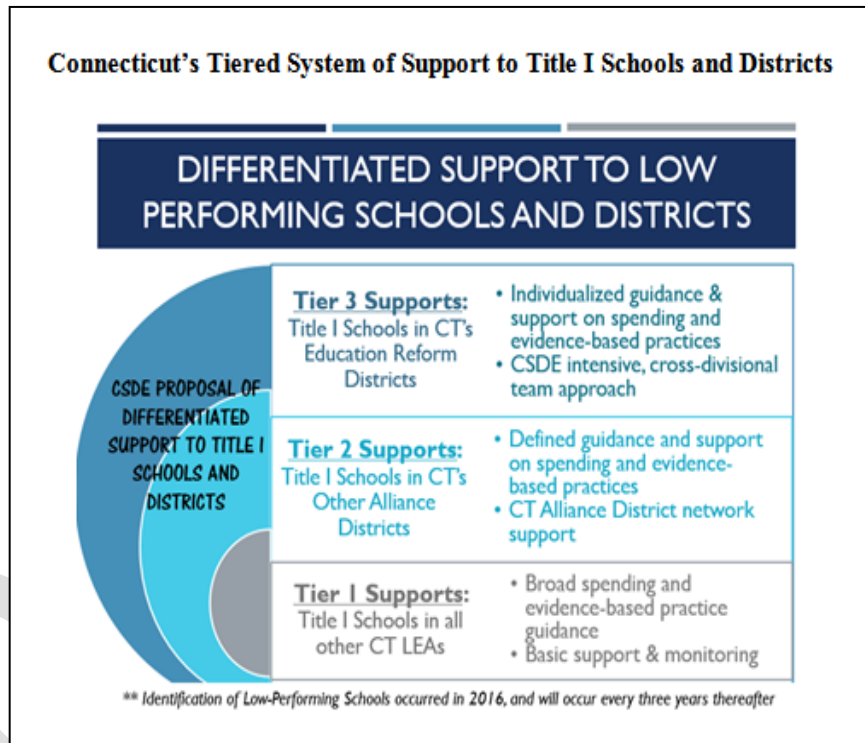 Connecticut's Tiered System of Support to Title I Schools and Districts
DIFFERENTIATED SUPPORT TO LOW
PERFORMING SCHOOLS AND DISTRICTS
CSDE PROPOSAL OF
DIFFERENTIATED
SUPPORT TO TITLE I
SCHOOLS AND
DISTRICTS
Tier 3 Supports:
Title I Schools in CT's
Education Reform
Districts
• Individualized guidance &
support on spending and
evidence-based practices
• CSDE intensive, cross-divisional
team approach
Tier 2 Supports:
Title I Schools in CT's
Other Alliance
Districts
• Defined guidance and support
on spending and evidence-
based practices
• CT Alliance District network
support
Tier 1 Supports:
Title I Schools in all
other CT LEAs
• Broad spending and
evidence-based practice
guidance
• Basic support & monitoring
** Identification of Low-Performing Schools occurred in 2016, and will occur every three years thereafter